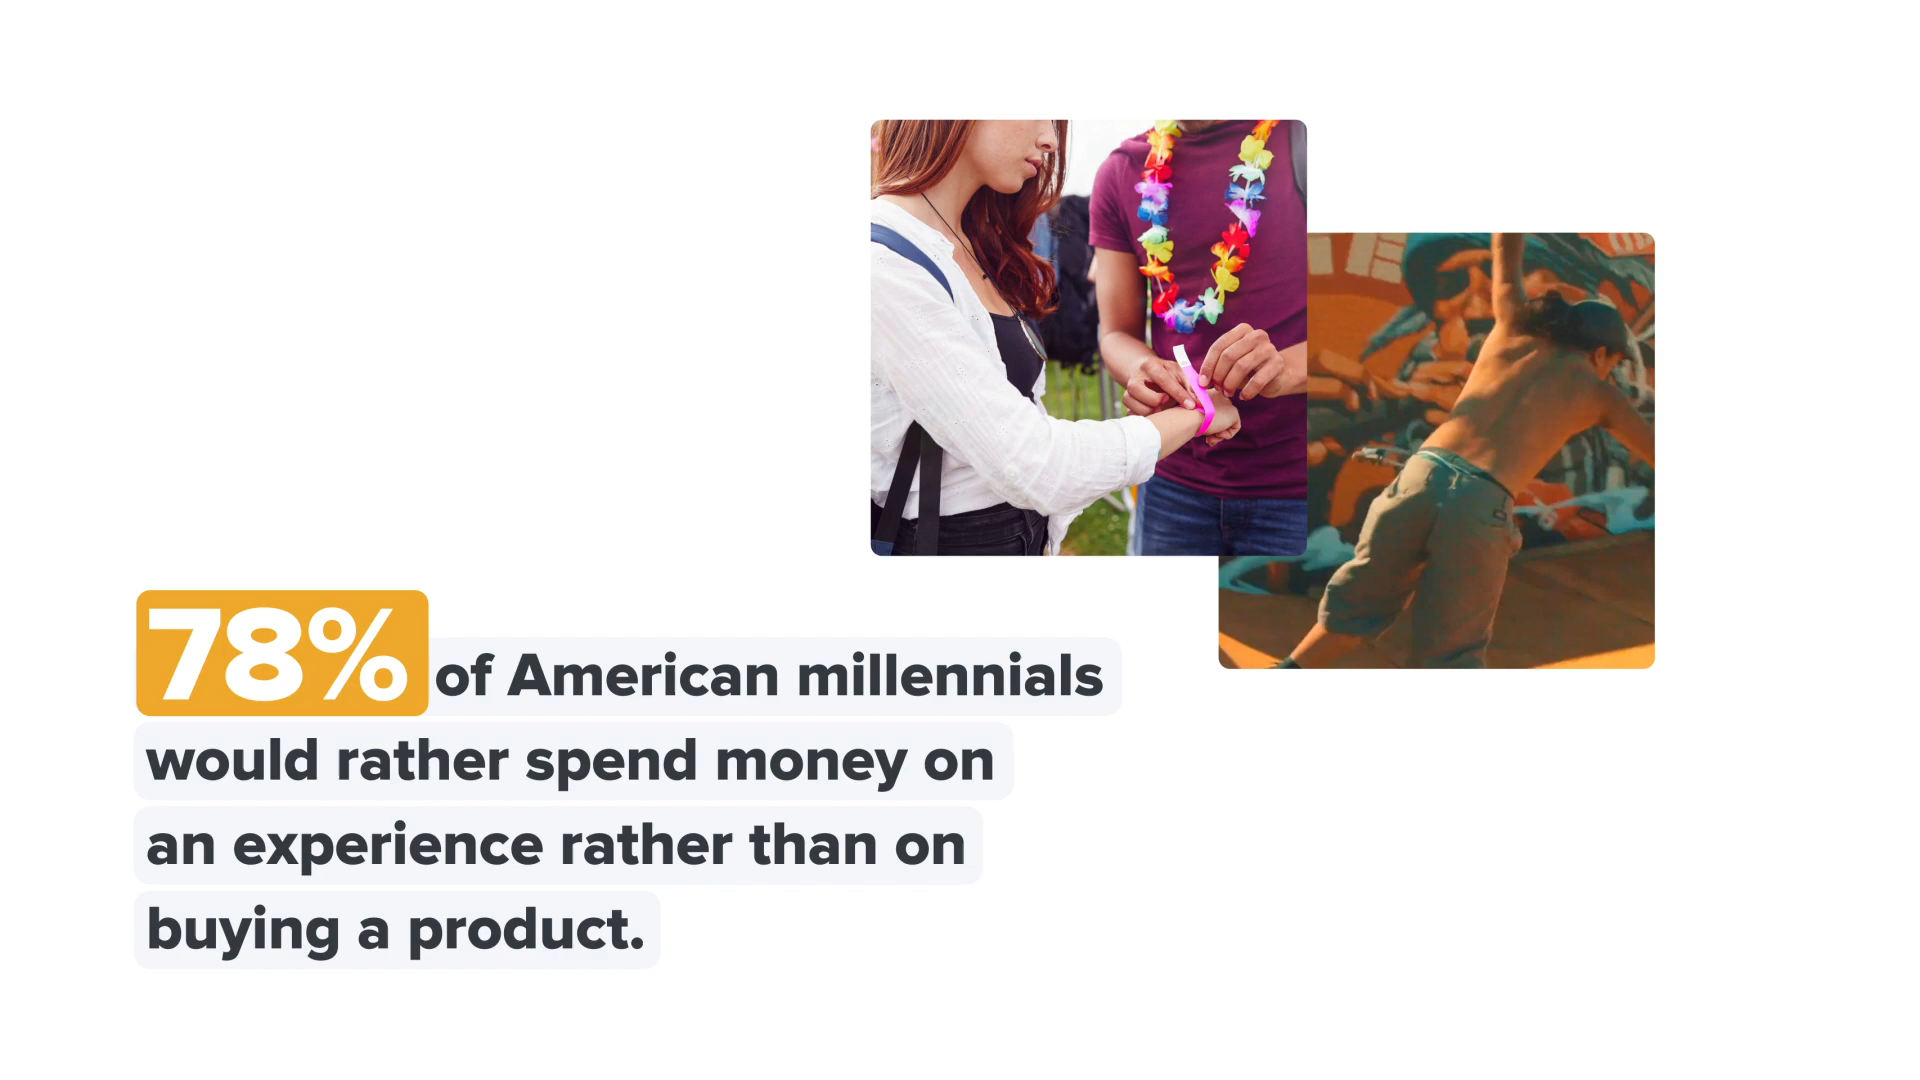 78% of American millennials
would rather spend money on
an experience rather than on
buying a product.